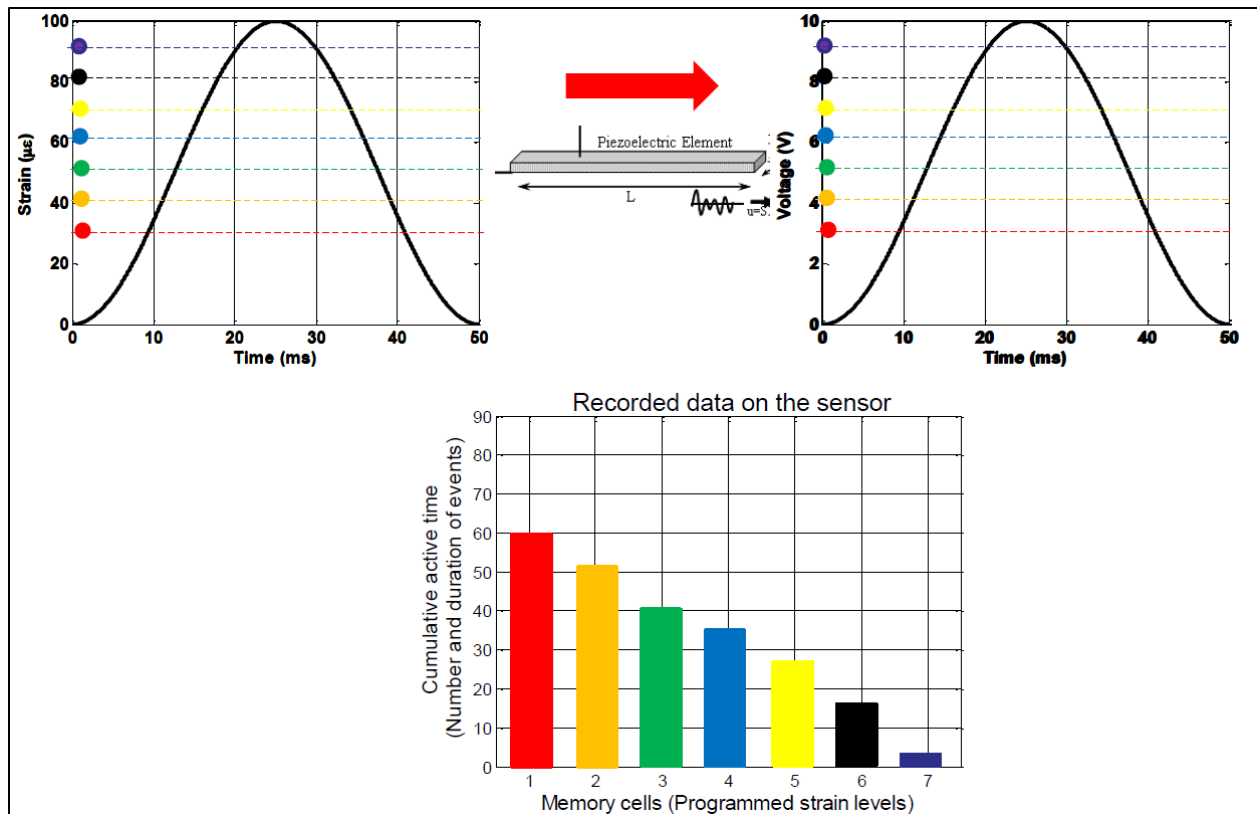 100
80
60
40
20
0
Strain (με)
0 10 20 30 40 50
Time (ms)
Piezoelectric Element
L
u=S.
10
8
6
4
2
0
Voltage (V)
0 10 20 30 40 50
Time (ms)
Recorded data on the sensor
90
80
70
60
50
40
30
20
10
0
Cumulative active time
(Number and duration of events)
1 2 3 4 5 6 7
Memory cells (Programmed strain levels)